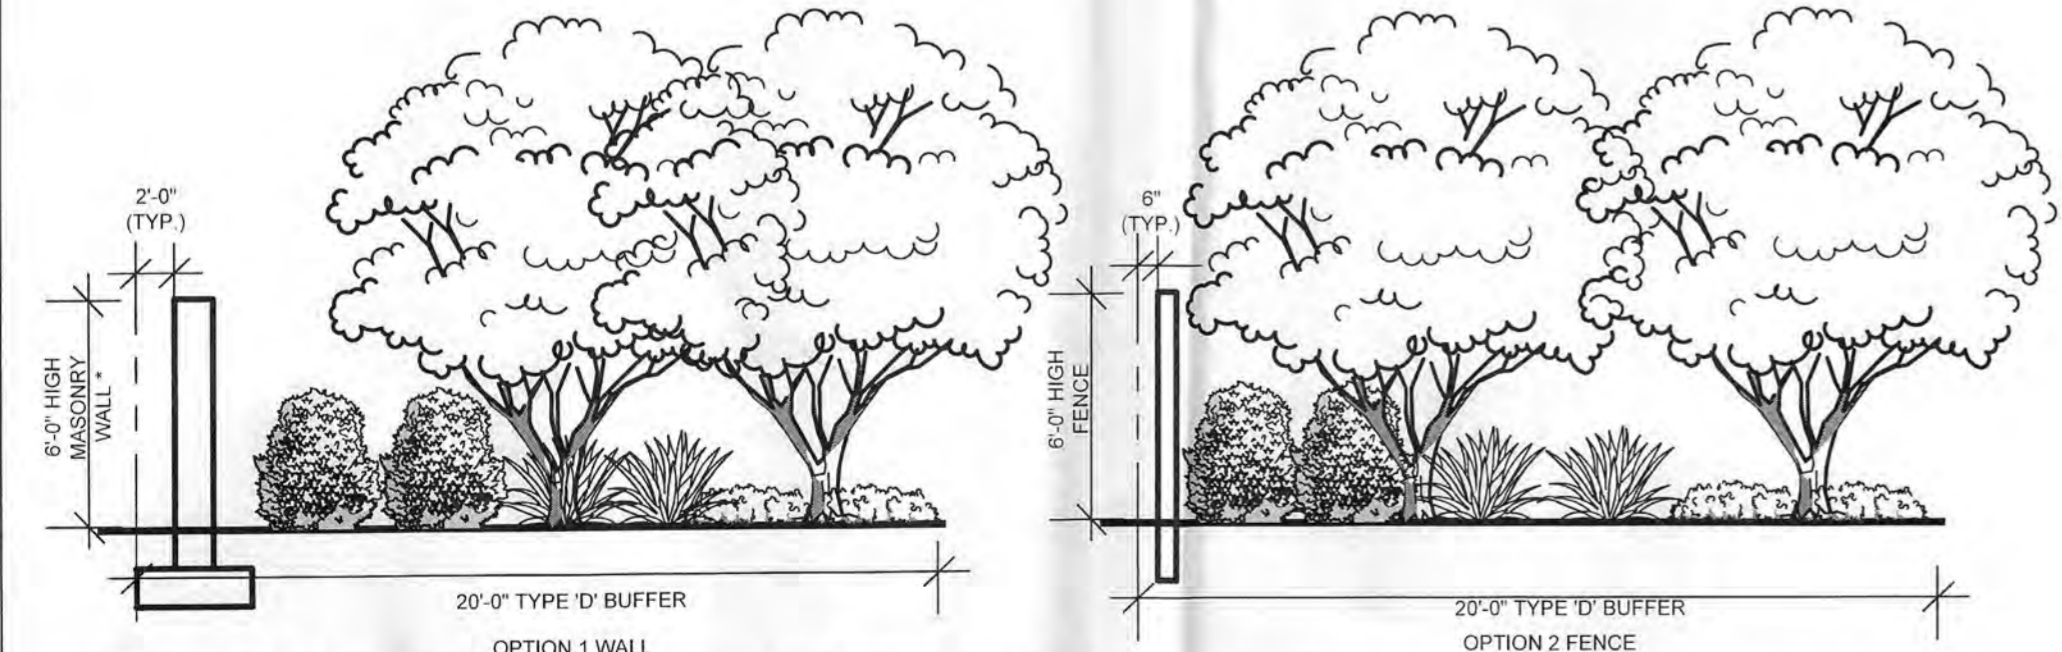 2'-0"
(TYP.)
6'-0" HIGH
MASONRY
WALL *
20'-0" TYPE 'D' BUFFER
OPTION 1 WALL
6"
(TYP.)
6'-0" HIGH
FENCE
20'-0" TYPE 'D' BUFFER
OPTION 2 FENCE